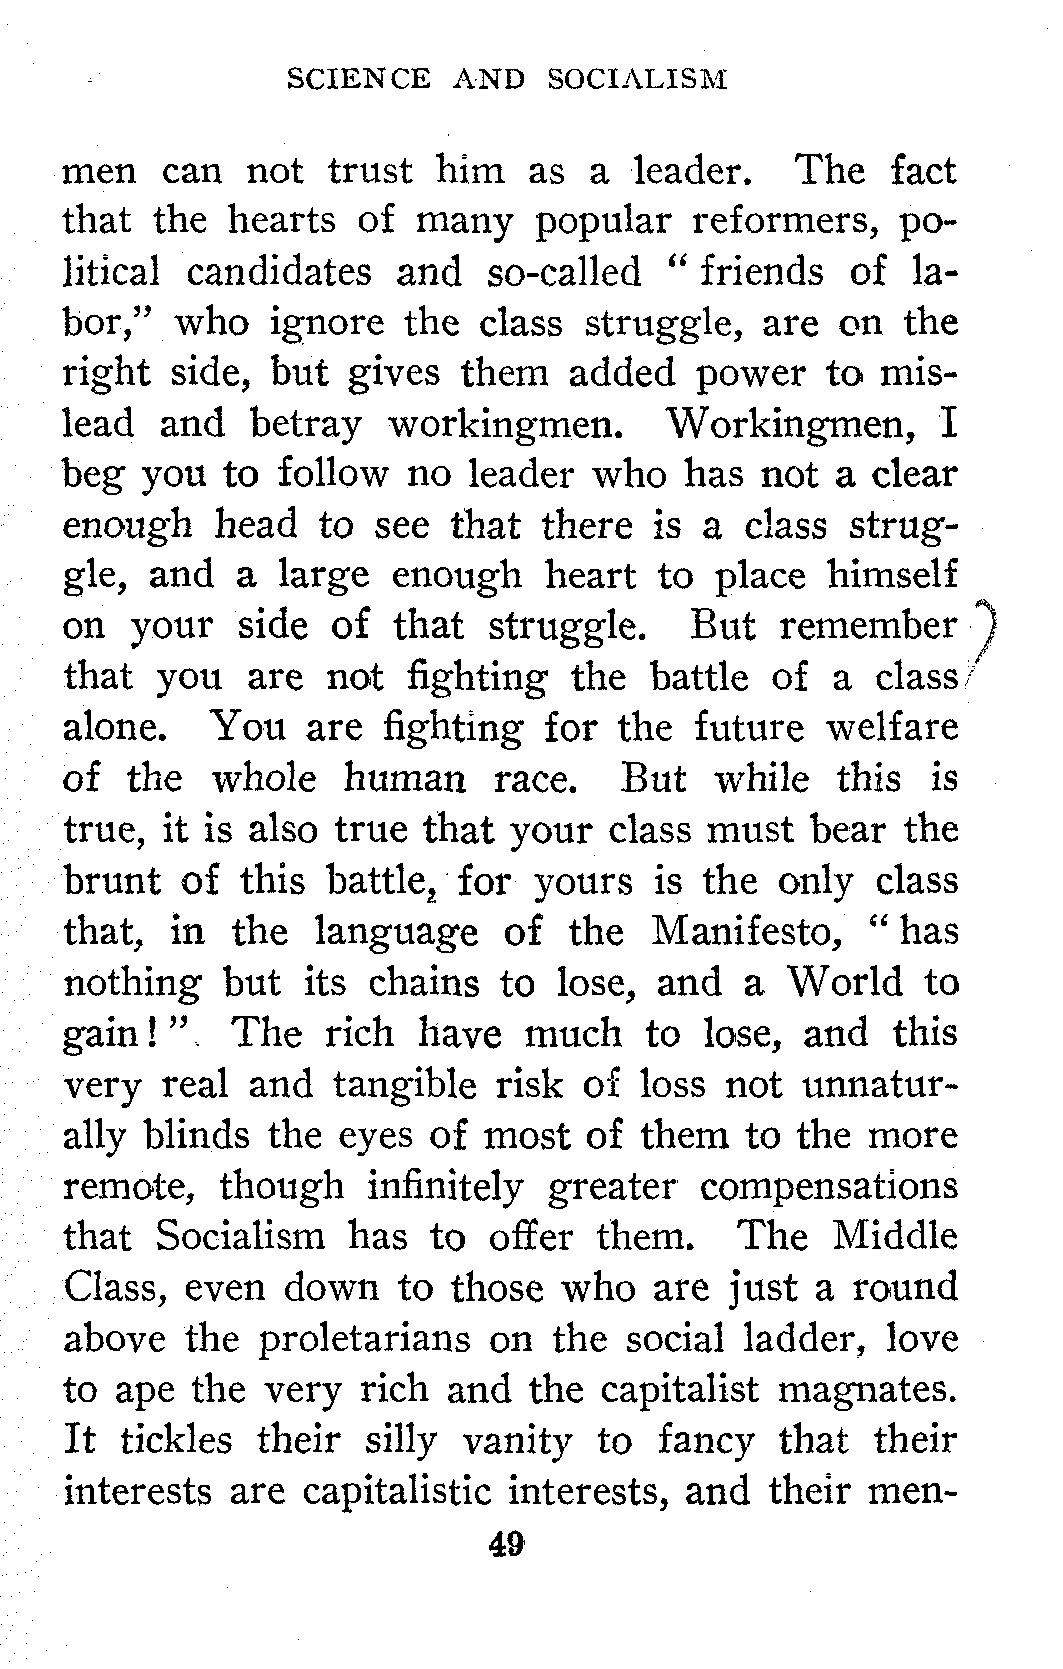 SCIENCE AND SOCIALISM
men can not trust him as a leader. The fact
that the hearts of many popular reformers, po-
litical candidates and so-called “ friends of la-
bor,” who ignore the class struggle, are on the
right side, but gives them added power to mis-
lead and betray workingmen. Workingmen, I
beg you to follow no leader who has not a clear
enough head to see that there is a class strug-
gle, and a large enough heart to place himself
on your side of that struggle. But remember
that you are not fighting the battle of a class
alone. You are fighting for the future welfare
of the whole human race. But while this is
true, it is also true that your class must bear the
brunt of this battle, for yours is the only class
that, in the language of the Manifesto, “ has
nothing but its chains to lose, and a World to
gain! ” The rich have much to lose, and this
very real and tangible risk of loss not unnatur-
ally blinds the eyes of most of them to the more
remote, though infinitely greater compensations
that Socialism has to offer them. The Middle
Class, even down to those who are just a round
above the proletarians on the social ladder, love
to ape the very rich and the capitalist magnates.
It tickles their silly vanity to fancy that their
interests are capitalistic interests, and their men-
49